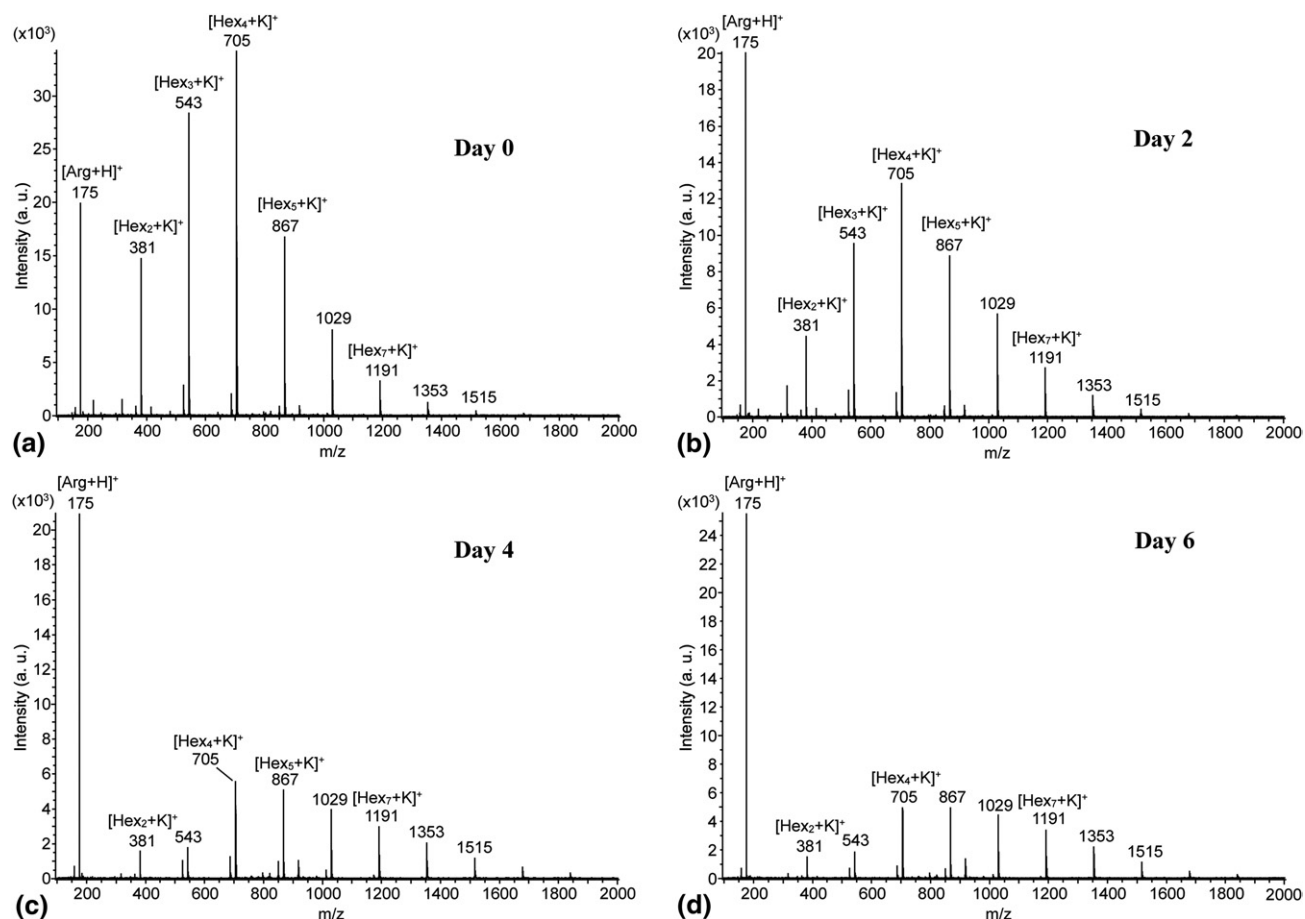 (x10³)
[Hex₄+K]⁺
705
[Hex₃+K]⁺
543
Day 0
[Arg+H]⁺
175
[Hex₂+K]⁺
381
[Hex₅+K]⁺
867
1029
[Hex₇+K]⁺
1191
1353
1515
30
25
20
15
10
5
0
Intensity (a. u.)
200 400 600 800 1000 1200 1400 1600 1800 2000
m/z
(a)
[Arg+H]⁺
(x10³)
175
Day 2
[Hex₄+K]⁺
705
[Hex₃+K]⁺
543
[Hex₅+K]⁺
867
[Hex₂+K]⁺
381
1029
[Hex₇+K]⁺
1191
1353
1515
20
18
16
14
12
10
8
6
4
2
0
Intensity (a. u.)
200 400 600 800 1000 1200 1400 1600 1800 2000
m/z
(b)
[Arg+H]⁺
(x10³)
175
Day 4
[Hex₄+K]⁺
705
[Hex₅+K]⁺
867
[Hex₂+K]⁺
381
543
1029
[Hex₇+K]⁺
1191
1353
1515
20
18
16
14
12
10
8
6
4
2
0
Intensity (a. u.)
200 400 600 800 1000 1200 1400 1600 1800 2000
m/z
(c)
[Arg+H]⁺
(x10³)
175
Day 6
[Hex₄+K]⁺
705
867
[Hex₂+K]⁺
381
543
1029
[Hex₇+K]⁺
1191
1353
1515
24
22
20
18
16
14
12
10
8
6
4
2
0
Intensity (a. u.)
200 400 600 800 1000 1200 1400 1600 1800 2000
m/z
(d)